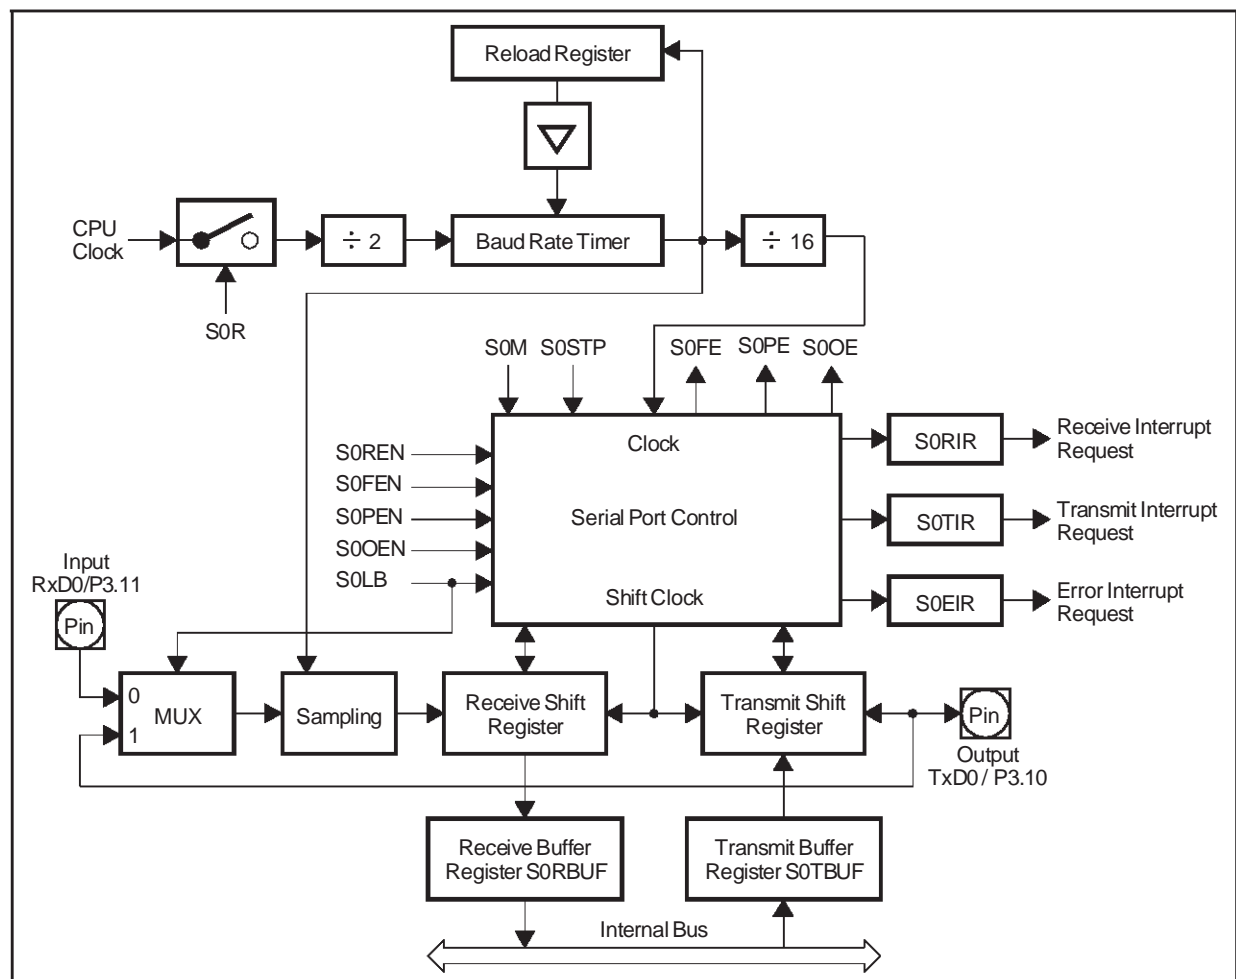 Reload Register
CPU
Clock
÷ 2
Baud Rate Timer
÷ 16
S0R
S0M
S0STP
S0FE
S0PE
S0OE
Clock
S0REN
S0FEN
S0PEN
S0OEN
S0LB
Serial Port Control
Shift Clock
S0RIR
Receive Interrupt
Request
S0TIR
Transmit Interrupt
Request
S0EIR
Error Interrupt
Request
Input
RxD0/P3.11
Pin
0
MUX
1
Sampling
Receive Shift
Register
Transmit Shift
Register
Pin
Output
TxD0 / P3.10
Receive Buffer
Register S0RBUF
Transmit Buffer
Register S0TBUF
Internal Bus